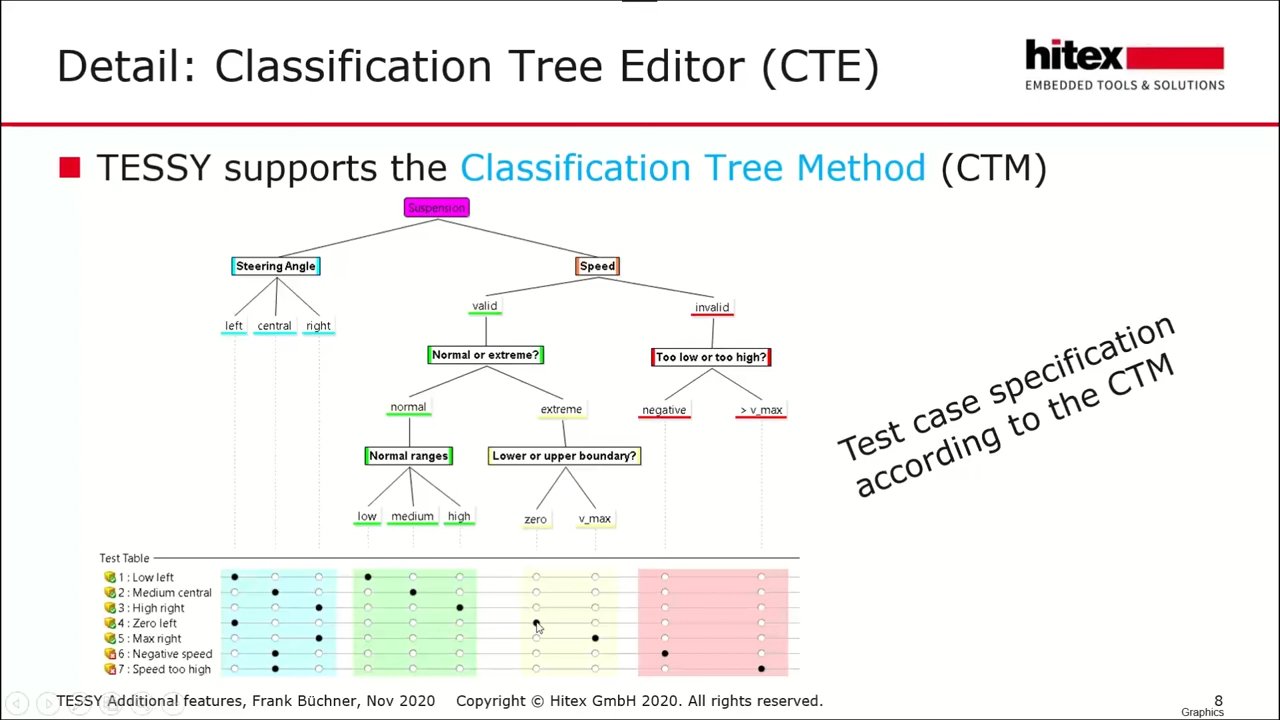 Detail: Classification Tree Editor (CTE)
hitex
EMBEDDED TOOLS & SOLUTIONS
TESSY supports the Classification Tree Method (CTM)
Suspension
Steering Angle
Speed
left
central
right
valid
invalid
Normal or extreme?
Too low or too high?
normal
extreme
negative
> v_max
Normal ranges
Lower or upper boundary?
low
medium
high
zero
v_max
Test case specification
according to the CTM
Test Table
1 : Low left
2 : Medium central
3 : High right
4 : Zero left
5 : Max right
6 : Negative speed
7 : Speed too high
TESSY Additional features, Frank Büchner, Nov 2020
Copyright © Hitex GmbH 2020. All rights reserved.
8
Graphics